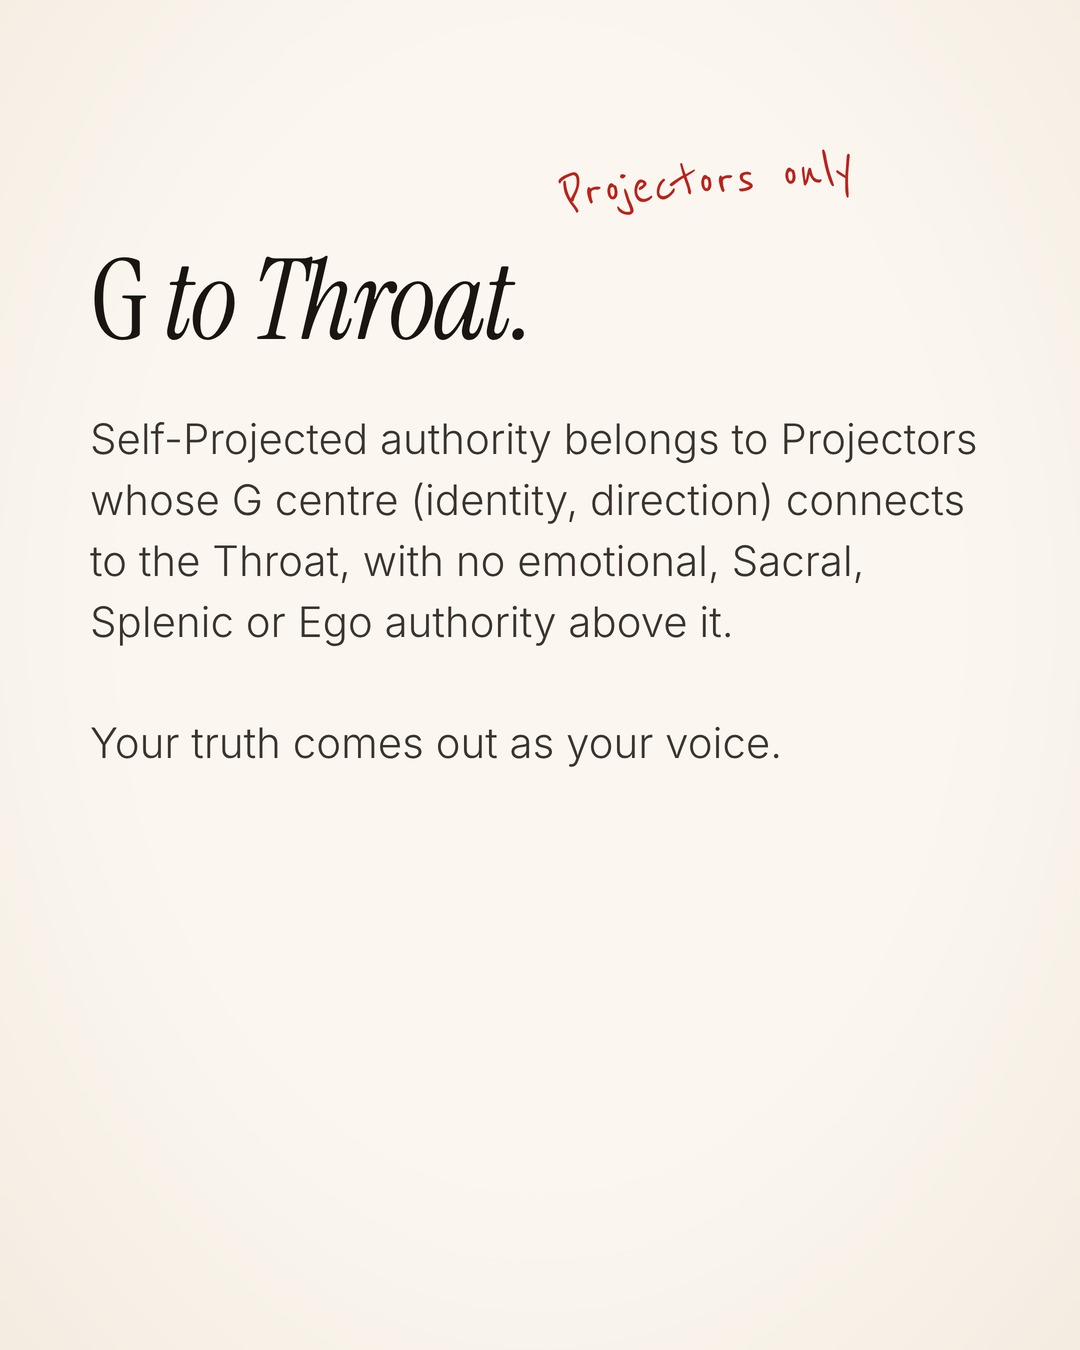 Projectors only
G to Throat.
Self-Projected authority belongs to Projectors
whose G centre (identity, direction) connects
to the Throat, with no emotional, Sacral,
Splenic or Ego authority above it.
Your truth comes out as your voice.